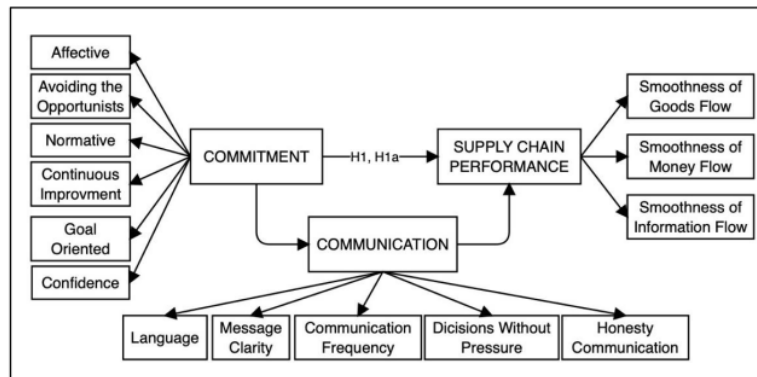 Affective
Avoiding the
Opportunists
Normative
Continuous
Improvment
Goal
Oriented
Confidence
COMMITMENT
H1, H1a
SUPPLY CHAIN
PERFORMANCE
COMMUNICATION
Smoothness of
Goods Flow
Smoothness of
Money Flow
Smoothness of
Information Flow
Language
Message
Clarity
Communication
Frequency
Dicisions Without
Pressure
Honesty
Communication